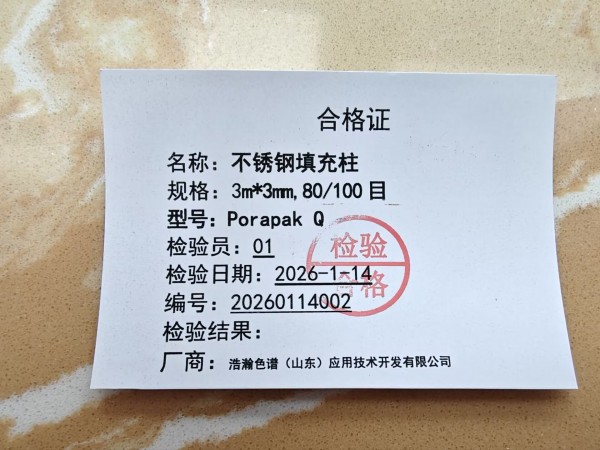 合格证
名称：不锈钢填充柱
规格：3m*3mm,80/100目
型号：Porapak Q
检验员：01
检验日期：2026-1-14
编号：20260114002
检验结果：
厂商：浩瀚色谱（山东）应用技术开发有限公司
检验
合格